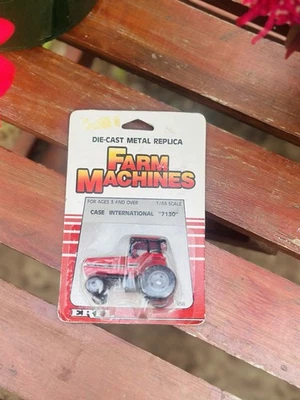 DIE-CAST METAL REPLICA
FARM
MACHINES
FOR AGES 3 AND OVER 1/64 SCALE
CASE INTERNATIONAL "7130"
ERTL